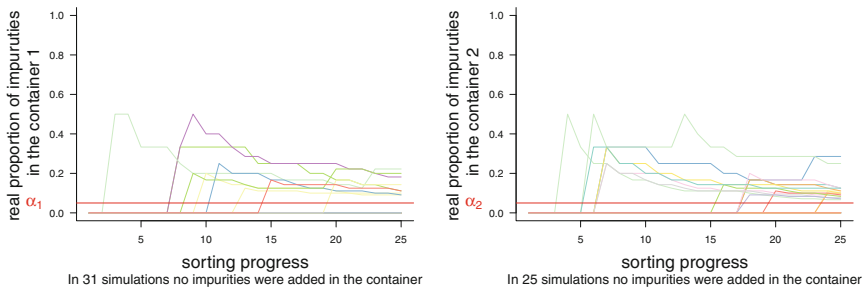 real proportion of impuruties
in the container 1
1.0
0.8
0.6
0.4
0.2
0.0
α1
5
10
15
20
25
sorting progress
In 31 simulations no impurities were added in the container
real proportion of impuruties
in the container 2
1.0
0.8
0.6
0.4
0.2
0.0
α2
5
10
15
20
25
sorting progress
In 25 simulations no impurities were added in the container